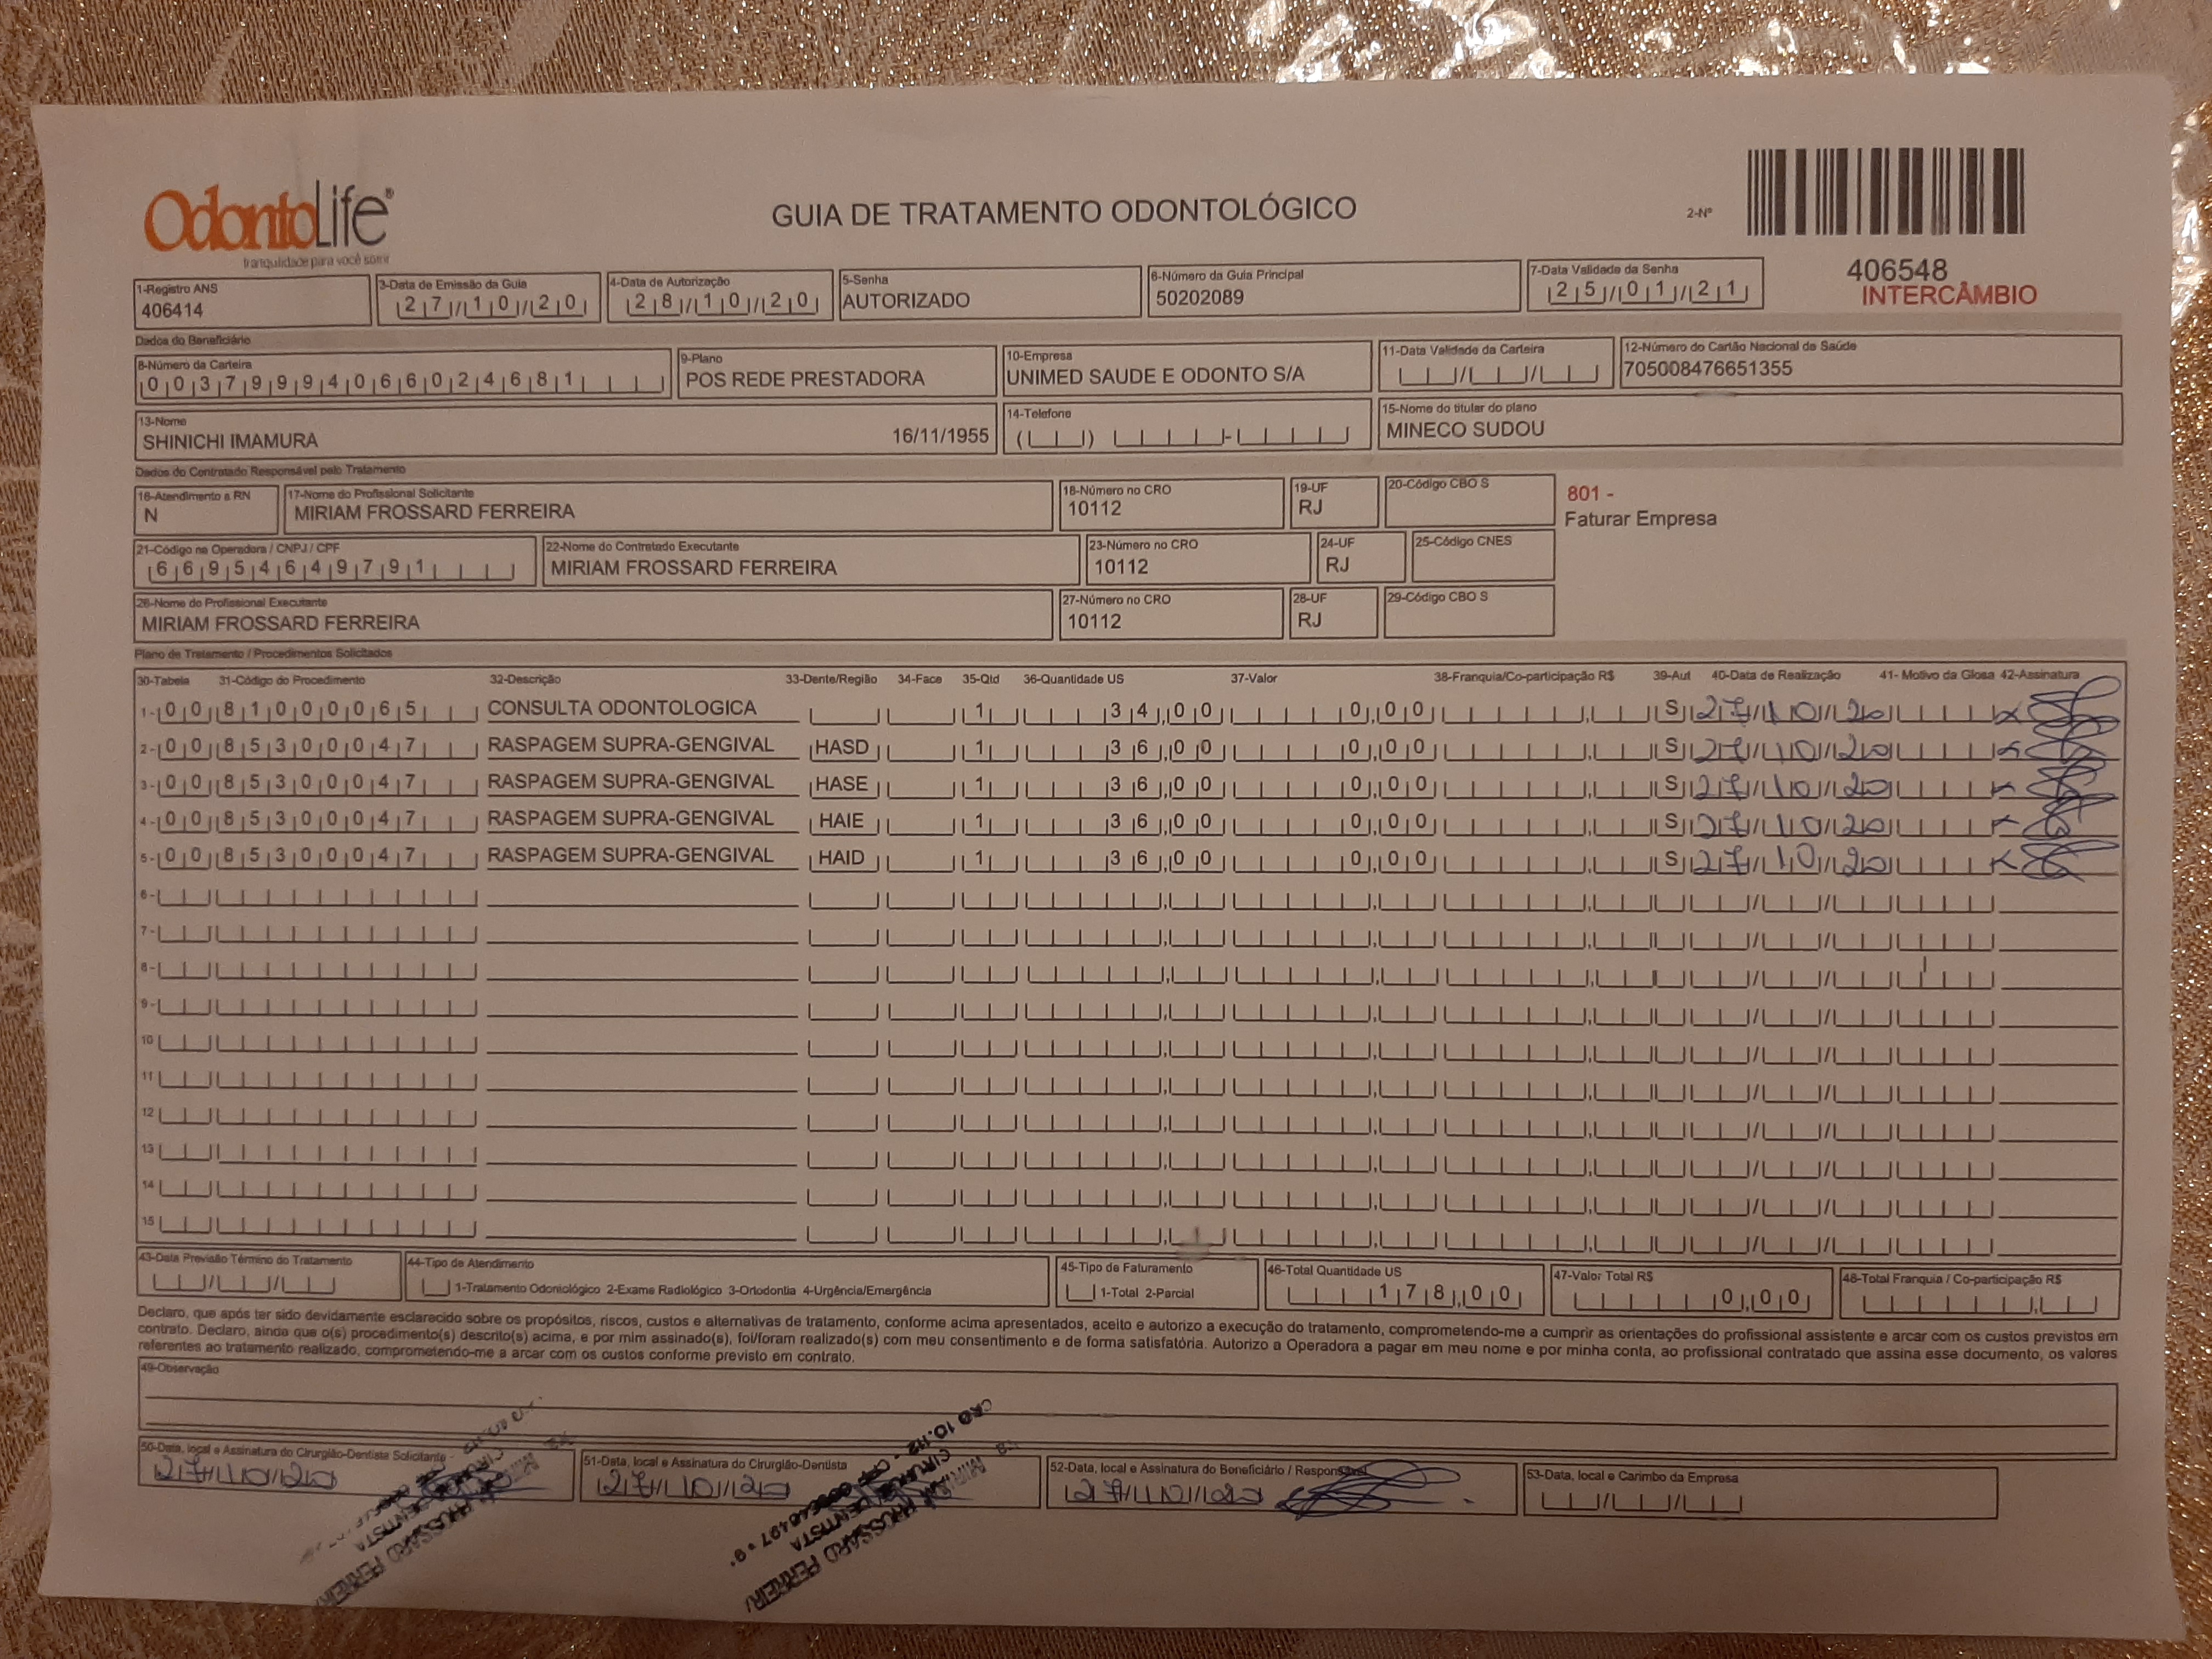 OdontoLife®
tranquilidade para você sorrir
GUIA DE TRATAMENTO ODONTOLÓGICO
2-Nº
406548
INTERCÂMBIO
1-Registro ANS
406414
3-Data de Emissão da Guia
27/10/20
4-Data de Autorização
28/10/20
5-Senha
AUTORIZADO
6-Número da Guia Principal
50202089
7-Data Validade da Senha
25/01/21
Dados do Beneficiário
8-Número da Carteira
00379994066024681
9-Plano
POS REDE PRESTADORA
10-Empresa
UNIMED SAUDE E ODONTO S/A
11-Data Validade da Carteira
12-Número do Cartão Nacional de Saúde
705008476651355
13-Nome
SHINICHI IMAMURA 16/11/1955
14-Telefone
15-Nome do titular do plano
MINECO SUDOU
Dados do Contratado Responsável pelo Tratamento
16-Atendimento a RN
N
17-Nome do Profissional Solicitante
MIRIAM FROSSARD FERREIRA
18-Número no CRO
10112
19-UF
RJ
20-Código CBO S
801 -
Faturar Empresa
21-Código na Operadora / CNPJ / CPF
66954649791
22-Nome do Contratado Executante
MIRIAM FROSSARD FERREIRA
23-Número no CRO
10112
24-UF
RJ
25-Código CNES
26-Nome do Profissional Executante
MIRIAM FROSSARD FERREIRA
27-Número no CRO
10112
28-UF
RJ
29-Código CBO S
Plano de Tratamento / Procedimentos Solicitados
30-Tabela 31-Código do Procedimento 32-Descrição 33-Dente/Região 34-Face 35-Qtd 36-Quantidade US 37-Valor 38-Franquia/Co-participação R$ 39-Aut 40-Data de Realização 41- Motivo da Glosa 42-Assinatura
1- 00 81000065 CONSULTA ODONTOLOGICA 1 34,00 0,00 S 27/10/20
2- 00 85300047 RASPAGEM SUPRA-GENGIVAL HASD 1 36,00 0,00 S 27/10/20
3- 00 85300047 RASPAGEM SUPRA-GENGIVAL HASE 1 36,00 0,00 S 27/10/20
4- 00 85300047 RASPAGEM SUPRA-GENGIVAL HAIE 1 36,00 0,00 S 27/10/20
5- 00 85300047 RASPAGEM SUPRA-GENGIVAL HAID 1 36,00 0,00 S 27/10/20
6-
7-
8-
9-
10
11
12
13
14
15
43-Data Previsão Término do Tratamento
44-Tipo de Atendimento
1-Tratamento Odontológico 2-Exame Radiológico 3-Ortodontia 4-Urgência/Emergência
45-Tipo de Faturamento
1-Total 2-Parcial
46-Total Quantidade US
178,00
47-Valor Total R$
0,00
48-Total Franquia / Co-participação R$
Declaro, que após ter sido devidamente esclarecido sobre os propósitos, riscos, custos e alternativas de tratamento, conforme acima apresentados, aceito e autorizo a execução do tratamento, comprometendo-me a cumprir as orientações do profissional assistente e arcar com os custos previstos em
contrato. Declaro, ainda que o(s) procedimento(s) descrito(s) acima, e por mim assinado(s), foi/foram realizado(s) com meu consentimento e de forma satisfatória. Autorizo a Operadora a pagar em meu nome e por minha conta, ao profissional contratado que assina esse documento, os valores
referentes ao tratamento realizado, comprometendo-me a arcar com os custos conforme previsto em contrato.
49-Observação
50-Data, local e Assinatura do Cirurgião-Dentista Solicitante
27/10/20
51-Data, local e Assinatura do Cirurgião-Dentista
27/10/20
52-Data, local e Assinatura do Beneficiário / Responsável
27/10/20
53-Data, local e Carimbo da Empresa
FROSSARD FERREIRA
DENTISTA
CRO 10.112
FROSSARD FERREIRA
DENTISTA